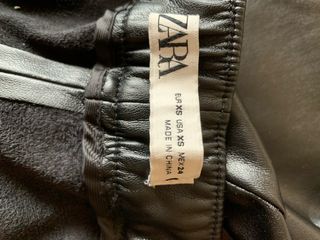 ZARA
EUR XS USA XS MEX 24
MADE IN CHINA